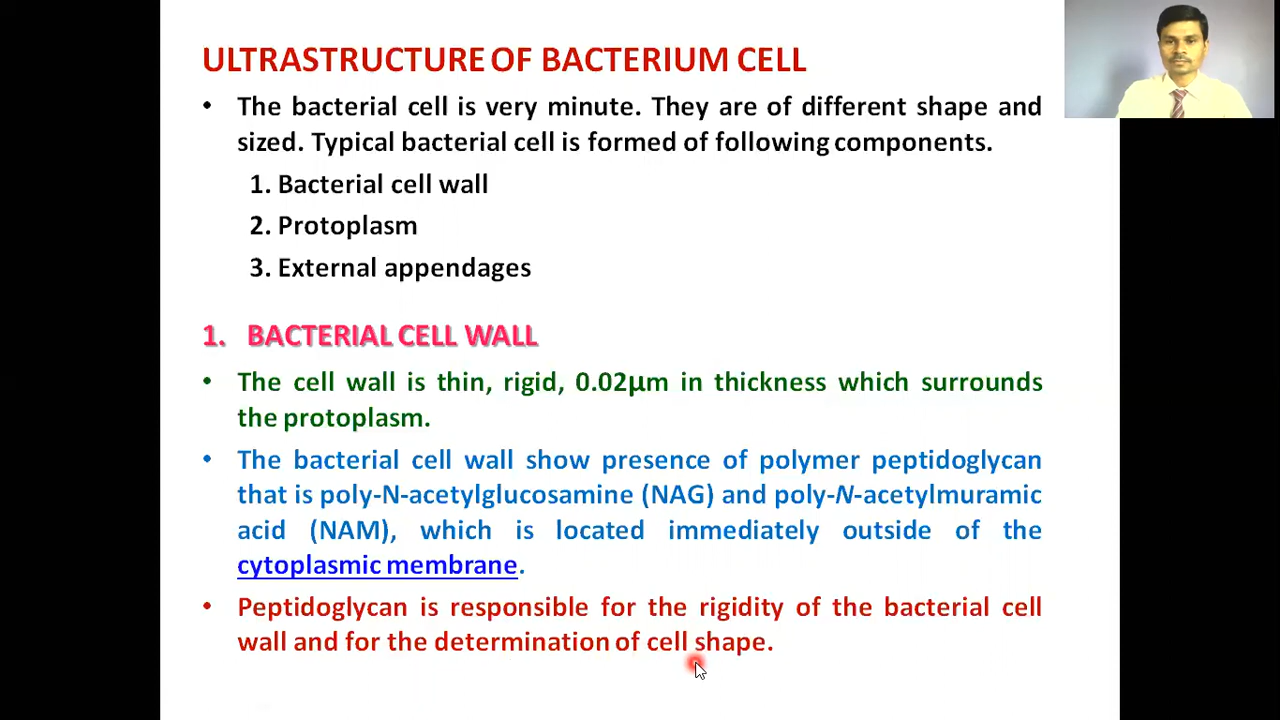 ULTRASTRUCTURE OF BACTERIUM CELL
• The bacterial cell is very minute. They are of different shape and
sized. Typical bacterial cell is formed of following components.
1. Bacterial cell wall
2. Protoplasm
3. External appendages
1. BACTERIAL CELL WALL
• The cell wall is thin, rigid, 0.02µm in thickness which surrounds
the protoplasm.
• The bacterial cell wall show presence of polymer peptidoglycan
that is poly-N-acetylglucosamine (NAG) and poly-N-acetylmuramic
acid (NAM), which is located immediately outside of the
cytoplasmic membrane.
• Peptidoglycan is responsible for the rigidity of the bacterial cell
wall and for the determination of cell shape.